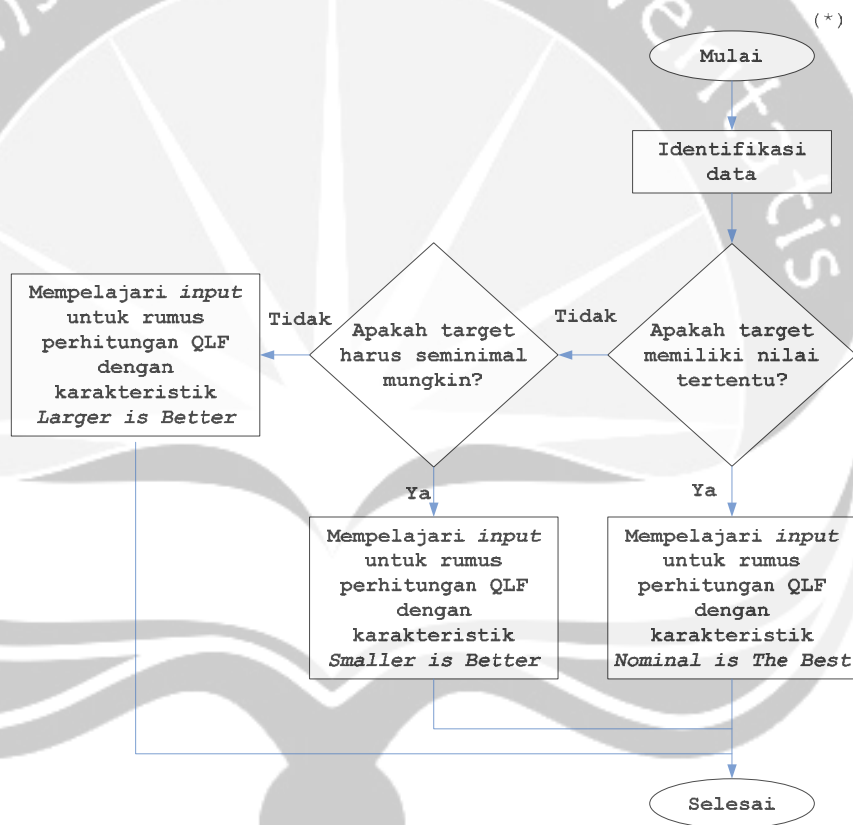 (*)
Mulai
Identifikasi
data
Apakah target
memiliki nilai
tertentu?
Tidak
Apakah target
harus seminimal
mungkin?
Tidak
Mempelajari input
untuk rumus
perhitungan QLF
dengan
karakteristik
Larger is Better
Ya
Mempelajari input
untuk rumus
perhitungan QLF
dengan
karakteristik
Smaller is Better
Ya
Mempelajari input
untuk rumus
perhitungan QLF
dengan
karakteristik
Nominal is The Best
Selesai